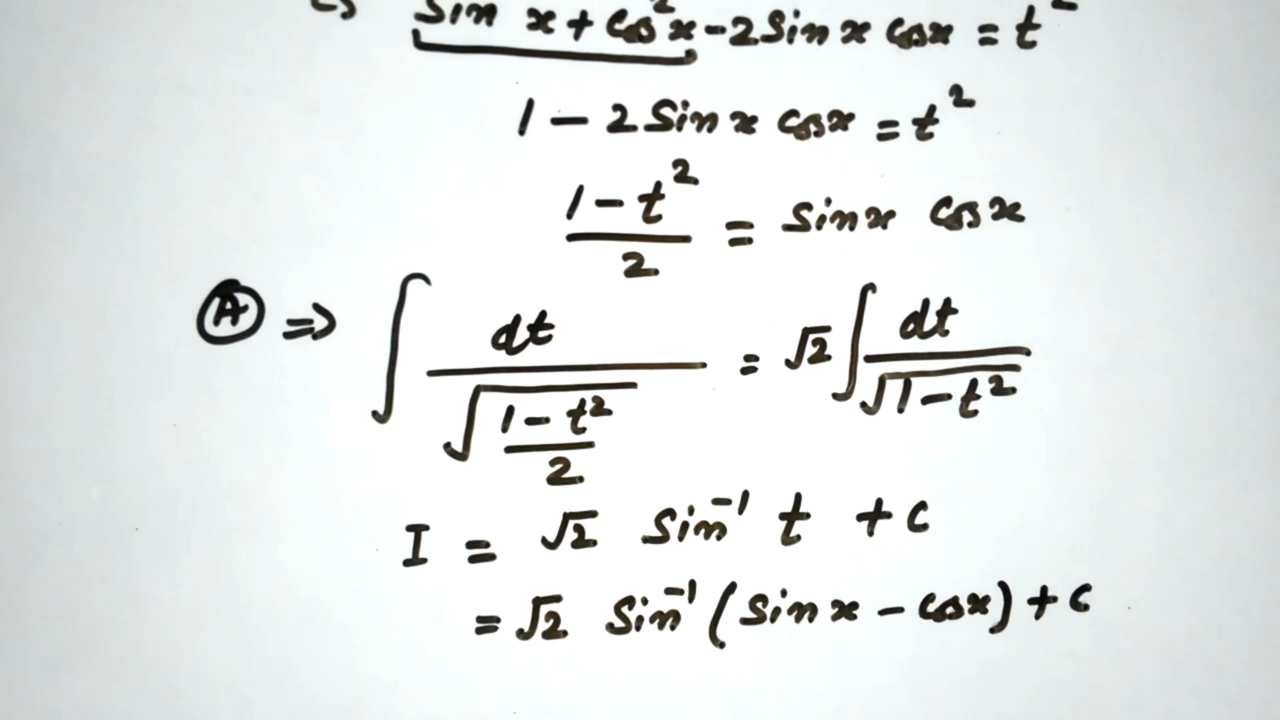 sin x + cos²x - 2 sin x cos x = t²
1 - 2 sin x cos x = t²
(1 - t²)/2 = sin x cos x
Ⓐ ⇒ ∫ dt/√((1 - t²)/2) = √2 ∫ dt/√(1 - t²)
I = √2 sin⁻¹ t + c
= √2 sin⁻¹ (sin x - cos x) + c